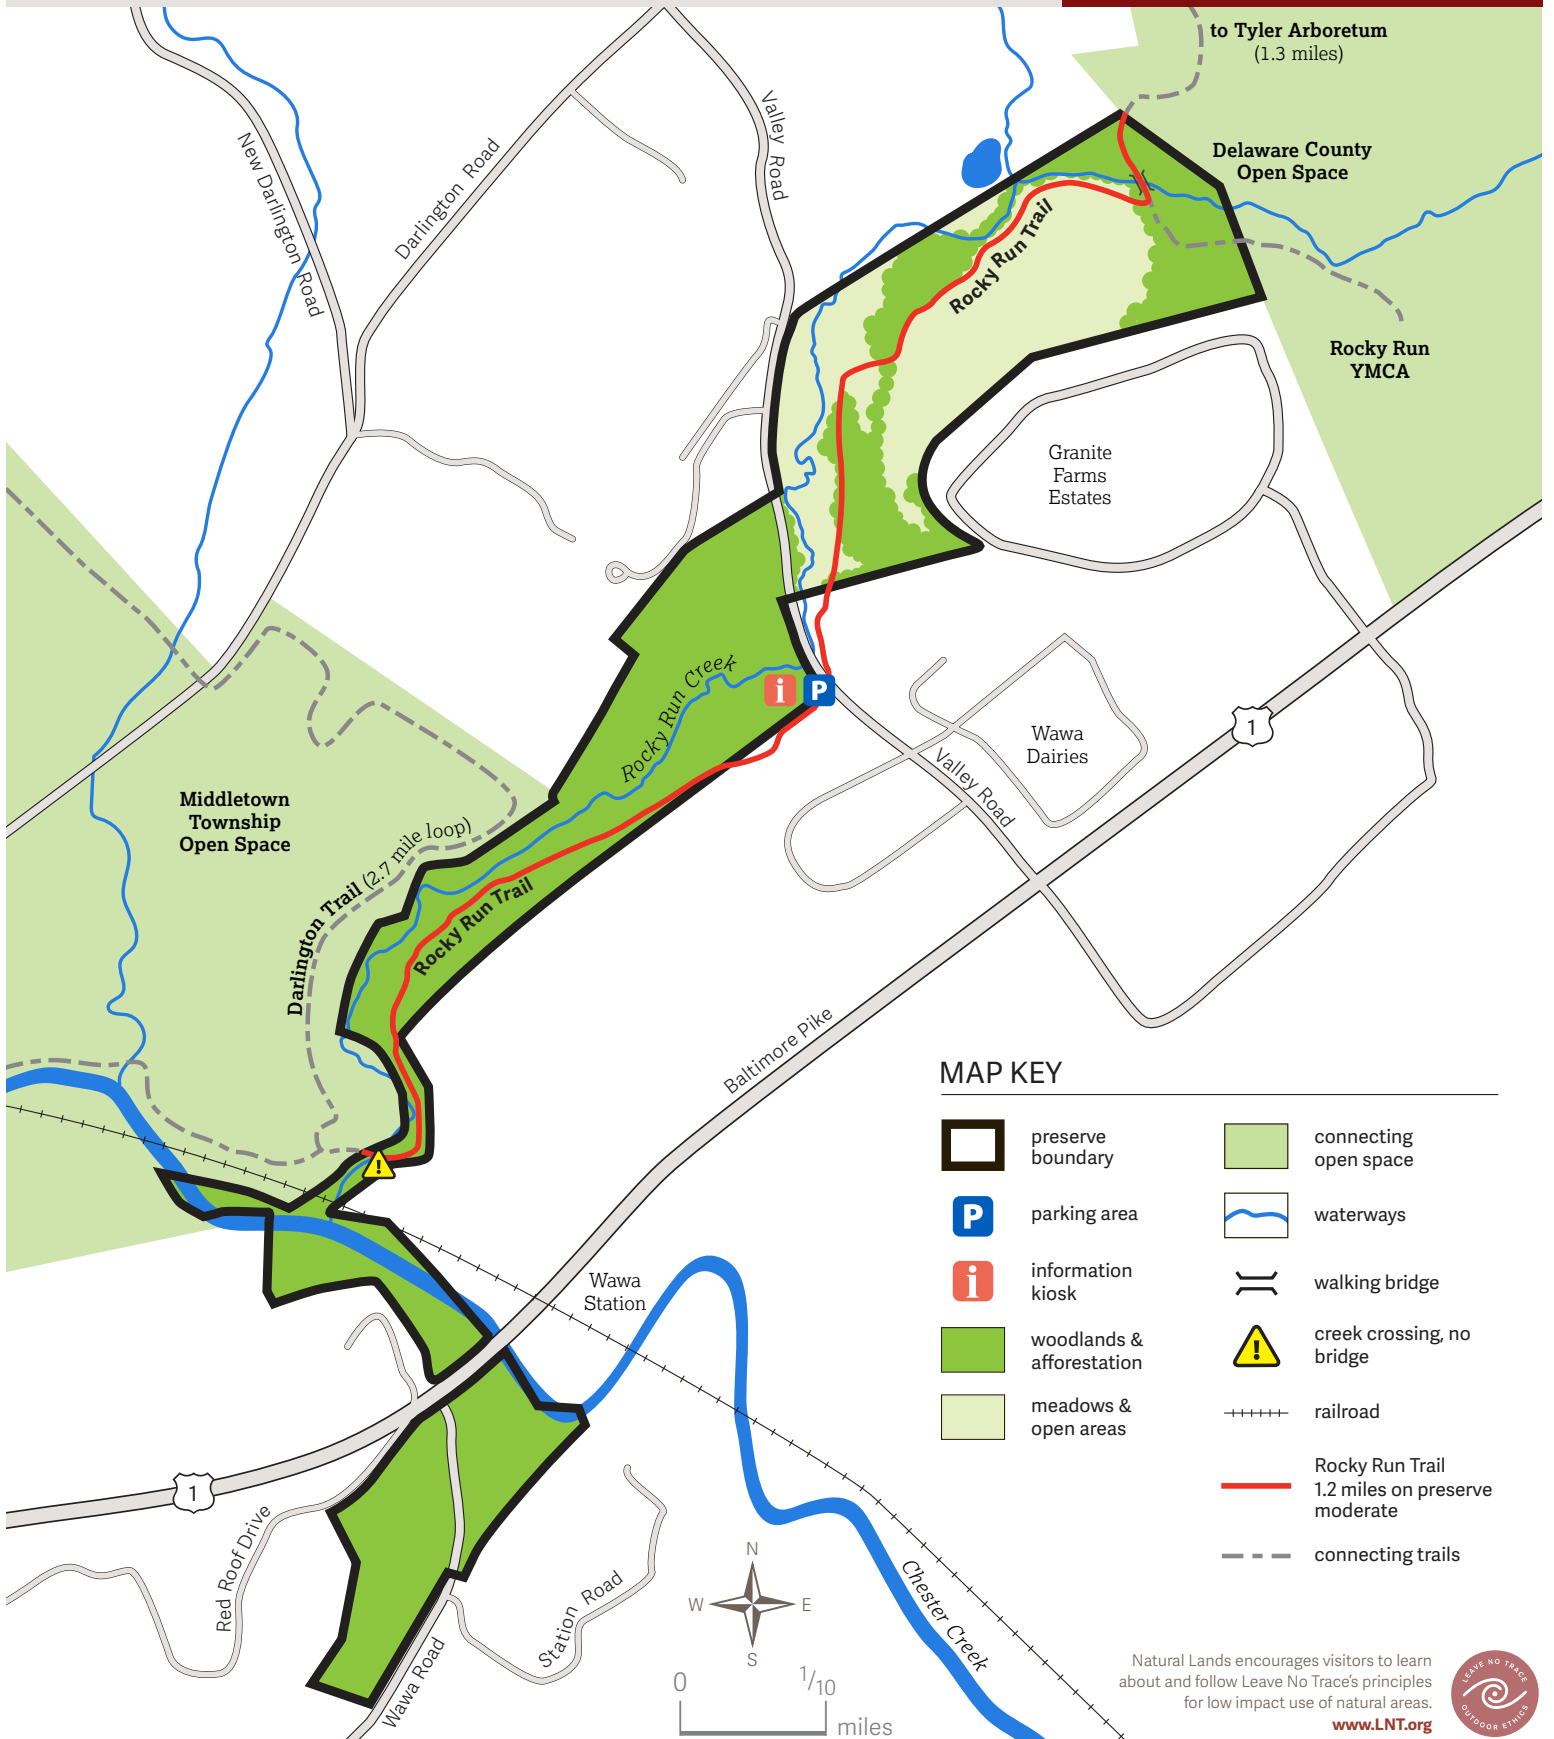 to Tyler Arboretum
(1.3 miles)
Delaware County
Open Space
Rocky Run
YMCA
New Darlington Road
Darlington Road
Valley Road
Rocky Run Trail
Granite
Farms
Estates
Rocky Run Creek
i
P
Wawa
Dairies
Valley Road
1
Middletown
Township
Open Space
Darlington Trail (2.7 mile loop)
Rocky Run Trail
Baltimore Pike
!
Wawa
Station
1
Red Roof Drive
Station Road
Wawa Road
Chester Creek
N
W
E
S
0
1/10
miles
MAP KEY
preserve
boundary
P
parking area
i
information
kiosk
woodlands &
afforestation
meadows &
open areas
connecting
open space
waterways
walking bridge
!
creek crossing, no
bridge
railroad
Rocky Run Trail
1.2 miles on preserve
moderate
connecting trails
Natural Lands encourages visitors to learn
about and follow Leave No Trace's principles
for low impact use of natural areas.
www.LNT.org
LEAVE NO TRACE
OUTDOOR ETHICS